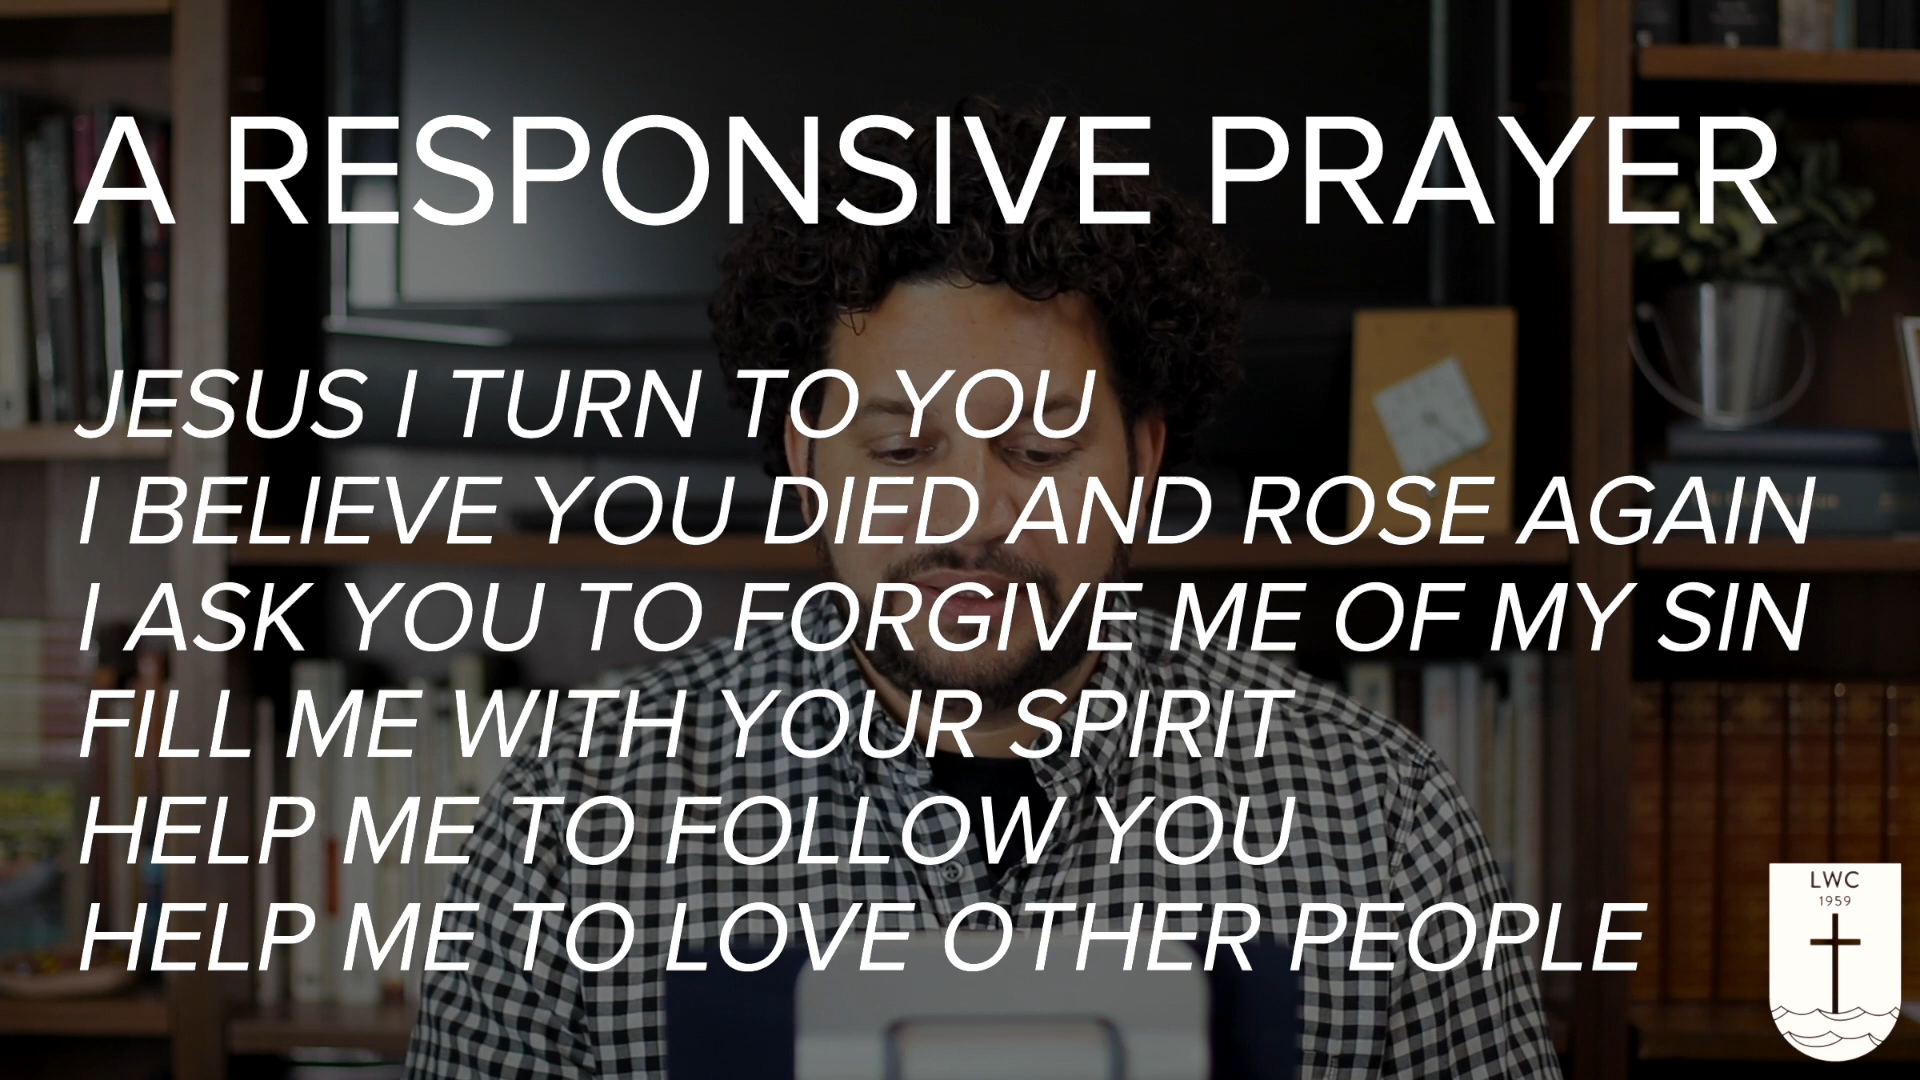 A RESPONSIVE PRAYER
JESUS I TURN TO YOU
I BELIEVE YOU DIED AND ROSE AGAIN
I ASK YOU TO FORGIVE ME OF MY SIN
FILL ME WITH YOUR SPIRIT
HELP ME TO FOLLOW YOU
HELP ME TO LOVE OTHER PEOPLE
LWC
1959